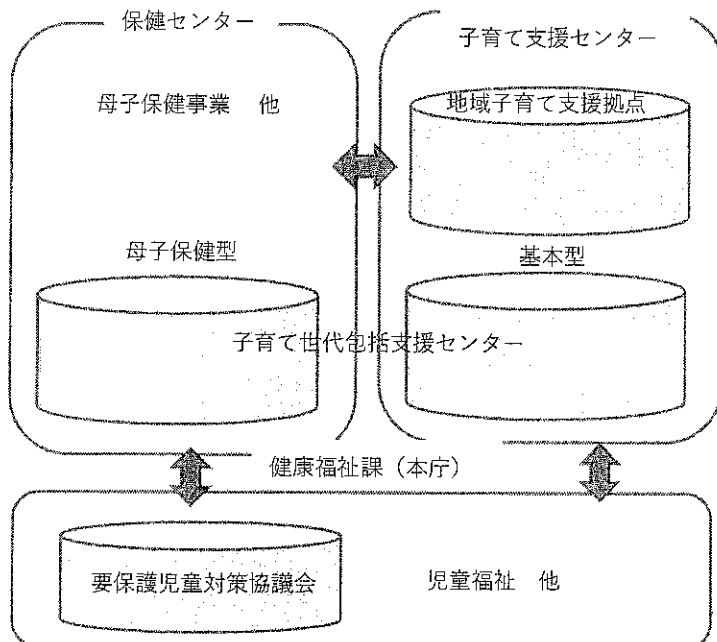 保健センター
子育て支援センター
母子保健事業　他
地域子育て支援拠点
母子保健型
基本型
子育て世代包括支援センター
健康福祉課（本庁）
要保護児童対策協議会
児童福祉　他